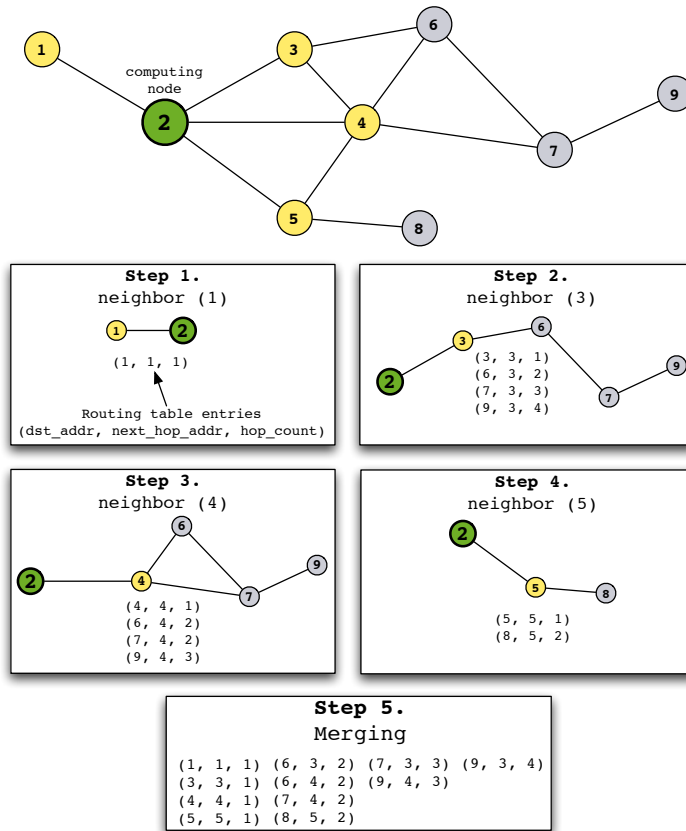 6
1
3
9
computing
node
2
4
7
5
8
Step 1.
neighbor (1)
1
2
(1, 1, 1)
Routing table entries
(dst_addr, next_hop_addr, hop_count)
Step 2.
neighbor (3)
6
3
9
2
7
(3, 3, 1)
(6, 3, 2)
(7, 3, 3)
(9, 3, 4)
Step 3.
neighbor (4)
6
9
2
4
7
(4, 4, 1)
(6, 4, 2)
(7, 4, 2)
(9, 4, 3)
Step 4.
neighbor (5)
2
5
8
(5, 5, 1)
(8, 5, 2)
Step 5.
Merging
(1, 1, 1) (6, 3, 2) (7, 3, 3) (9, 3, 4)
(3, 3, 1) (6, 4, 2) (9, 4, 3)
(4, 4, 1) (7, 4, 2)
(5, 5, 1) (8, 5, 2)